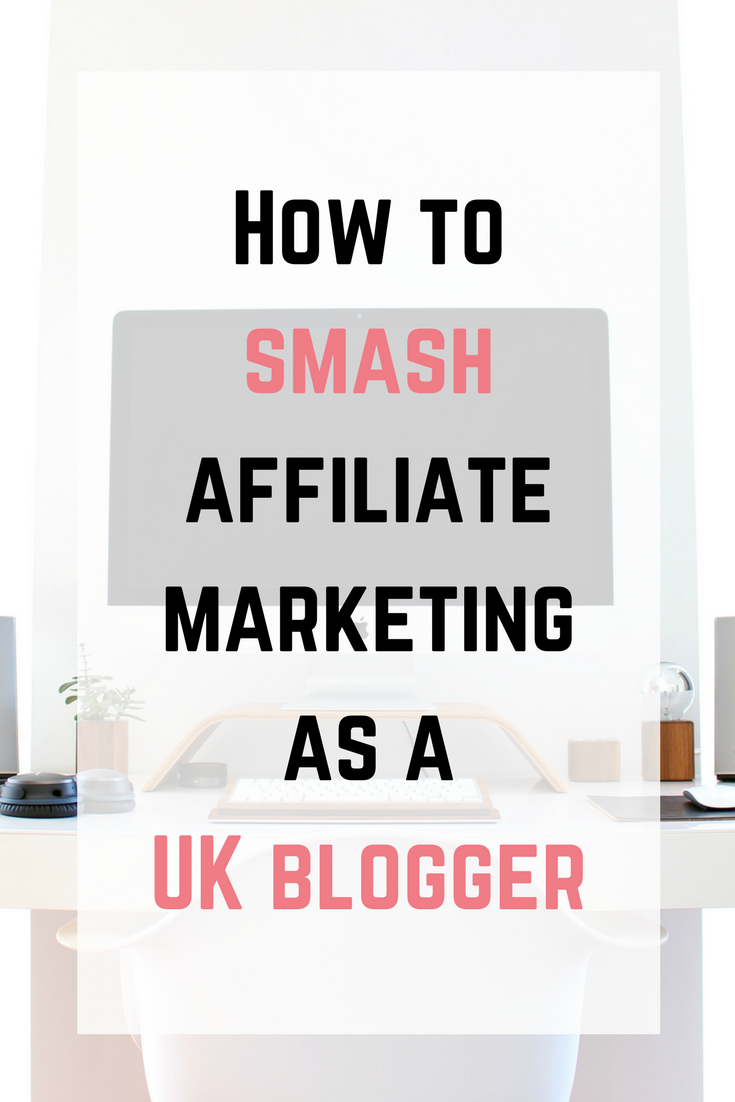 How to
SMASH
AFFILIATE
MARKETING
AS A
UK BLOGGER